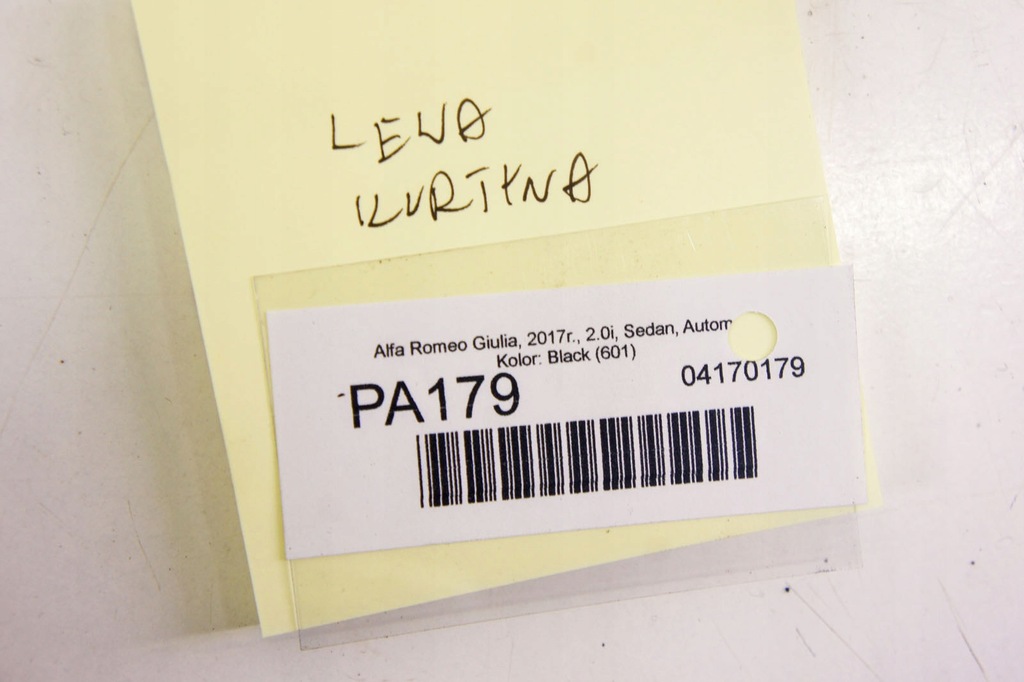 LEWA
KURTYNA
Alfa Romeo Giulia, 2017r., 2.0i, Sedan, Autom
Kolor: Black (601)
PA179
04170179